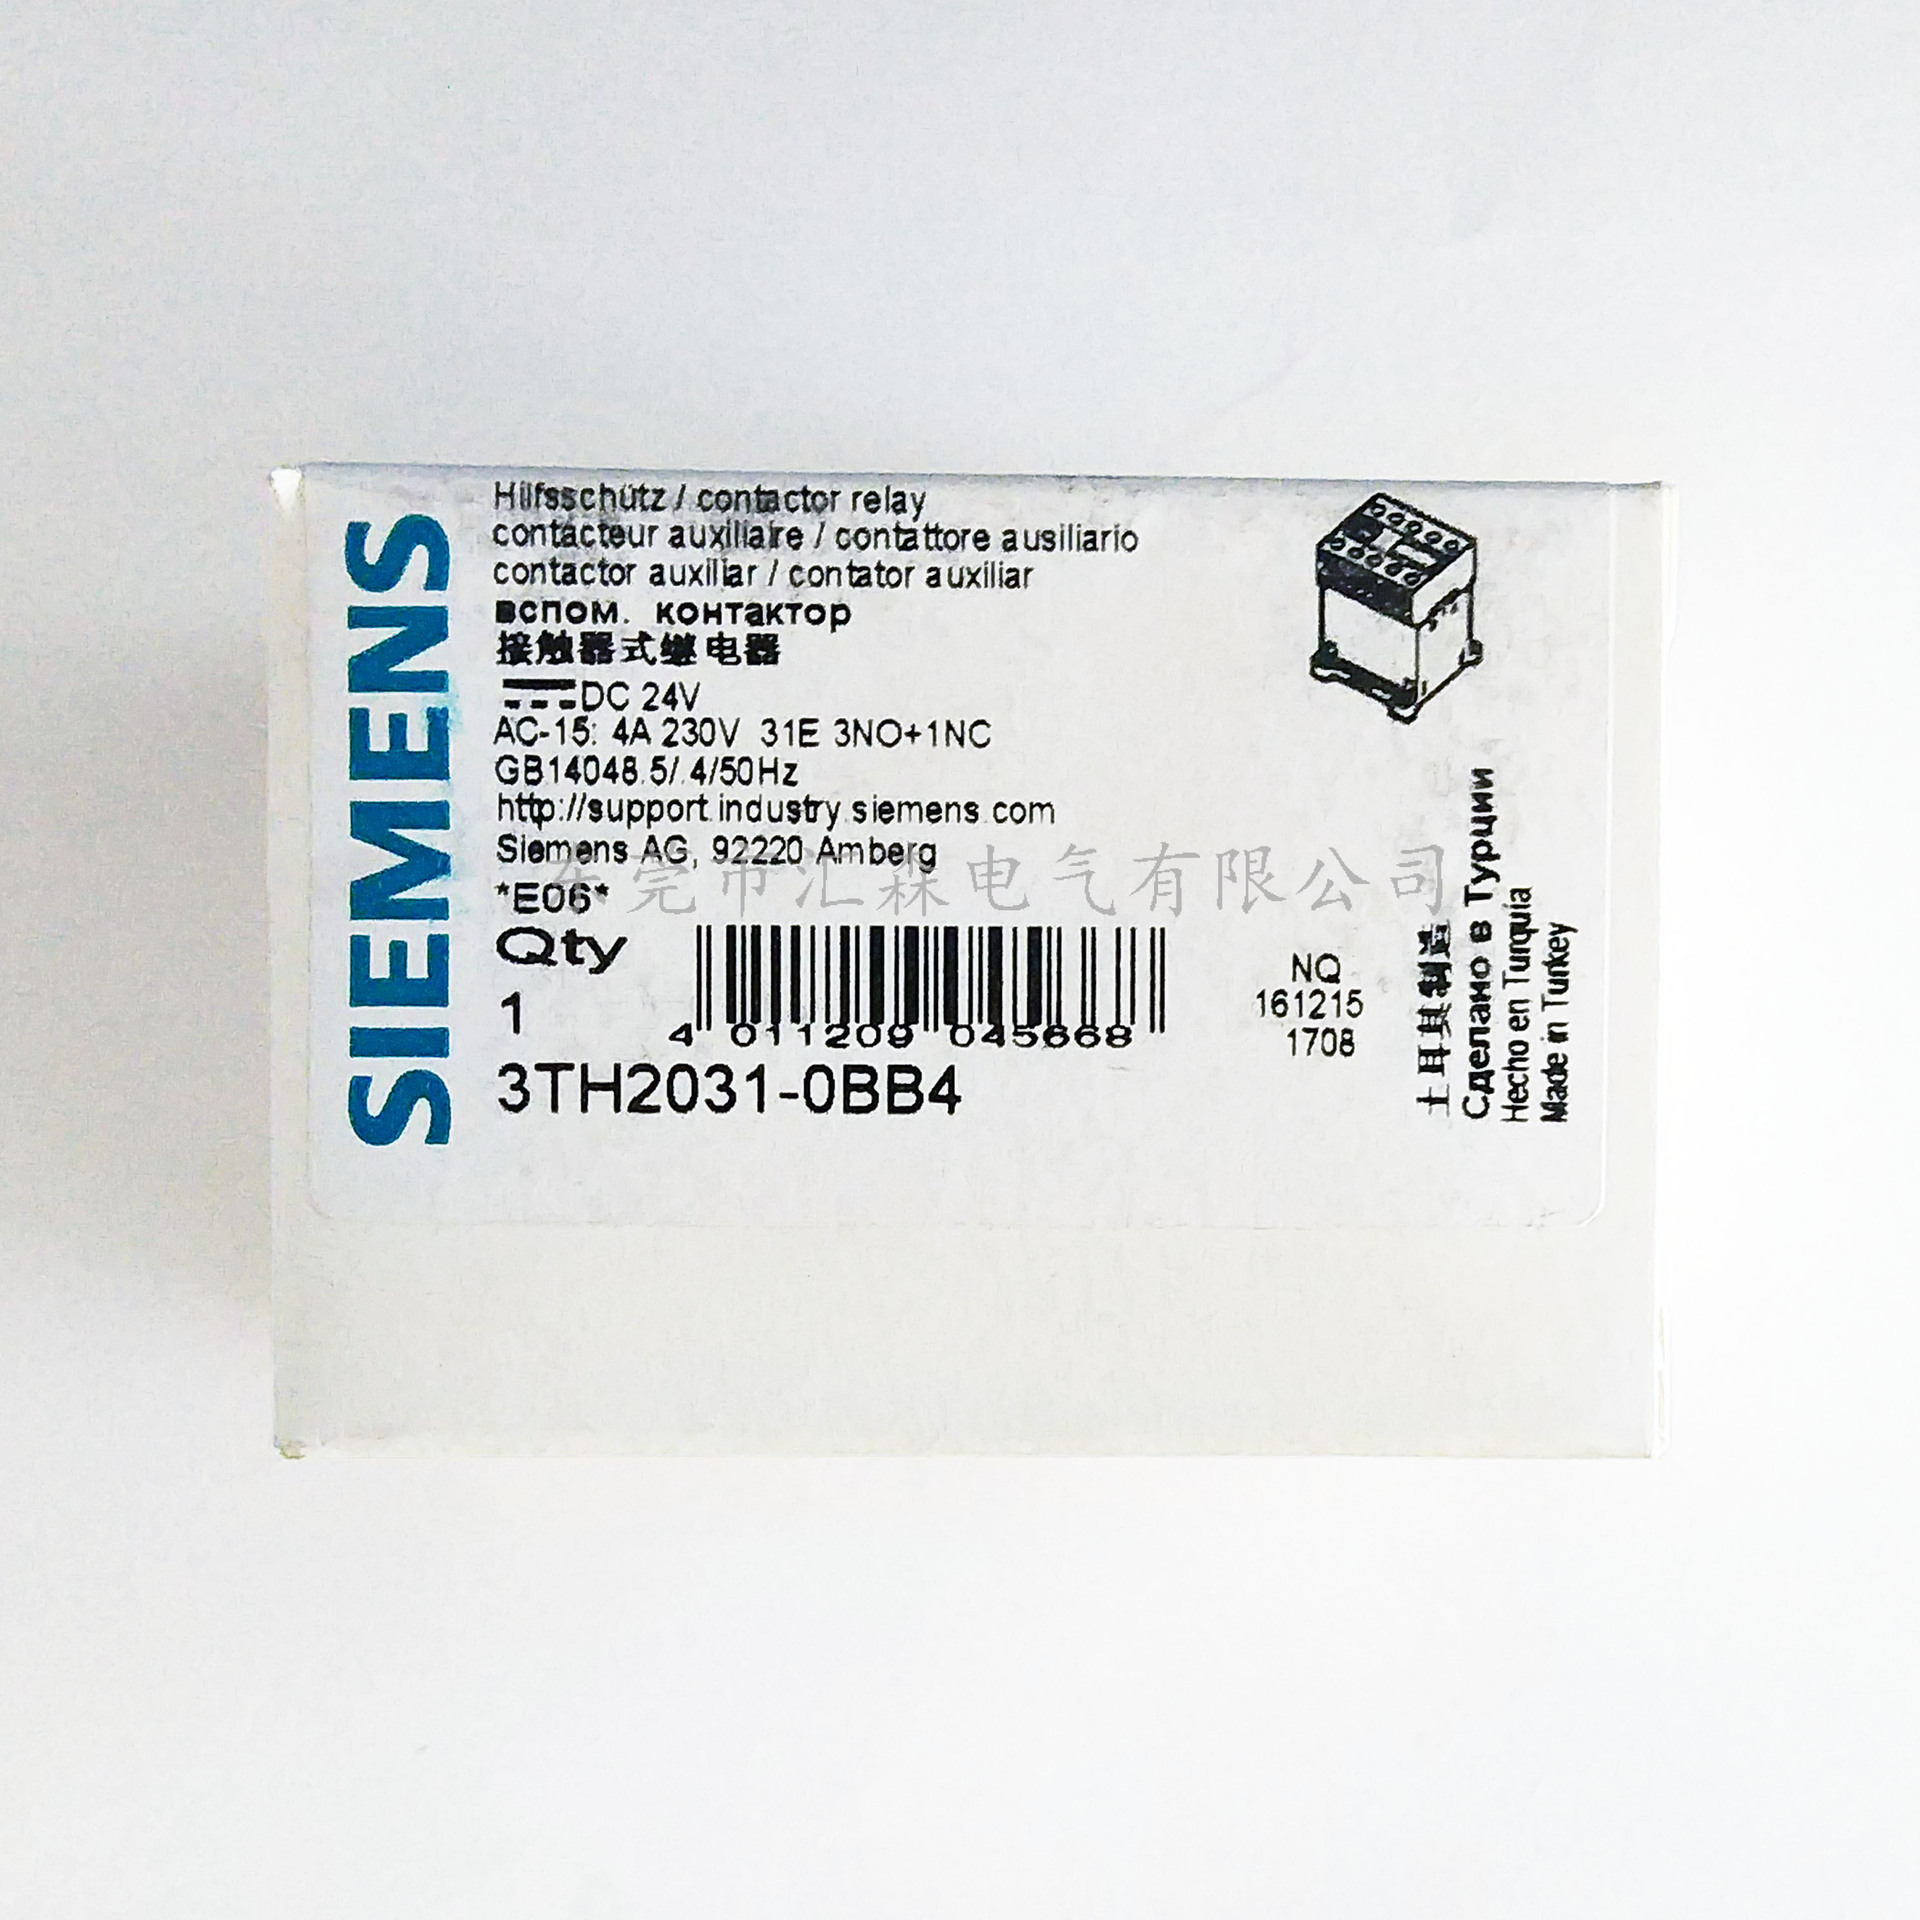 SIEMENS
Hilfsschütz / contactor relay
contacteur auxiliaire / contattore ausiliario
contactor auxiliar / contator auxiliar
вспом. контактор
接触器式继电器
DC 24V
AC-15: 4A 230V 31E 3NO+1NC
GB14048.5/.4/50Hz
http://support.industry.siemens.com
Siemens AG, 92220 Amberg
东莞市汇森电气有限公司
*E06*
Qty
1
4 011209 045668
3TH2031-0BB4
NQ
161215
1708
土耳其制造
Сделано в Турции
Hecho en Turquia
Made in Turkey